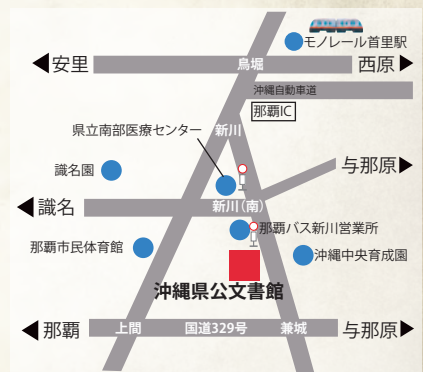 モノレール首里駅
◀安里
鳥堀
西原▶
沖縄自動車道
那覇IC
新川
県立南部医療センター
識名園
与那原▶
◀識名
新川(南)
那覇バス新川営業所
那覇市民体育館
沖縄中央育成園
沖縄県公文書館
◀那覇
上間
国道329号
兼城
与那原▶